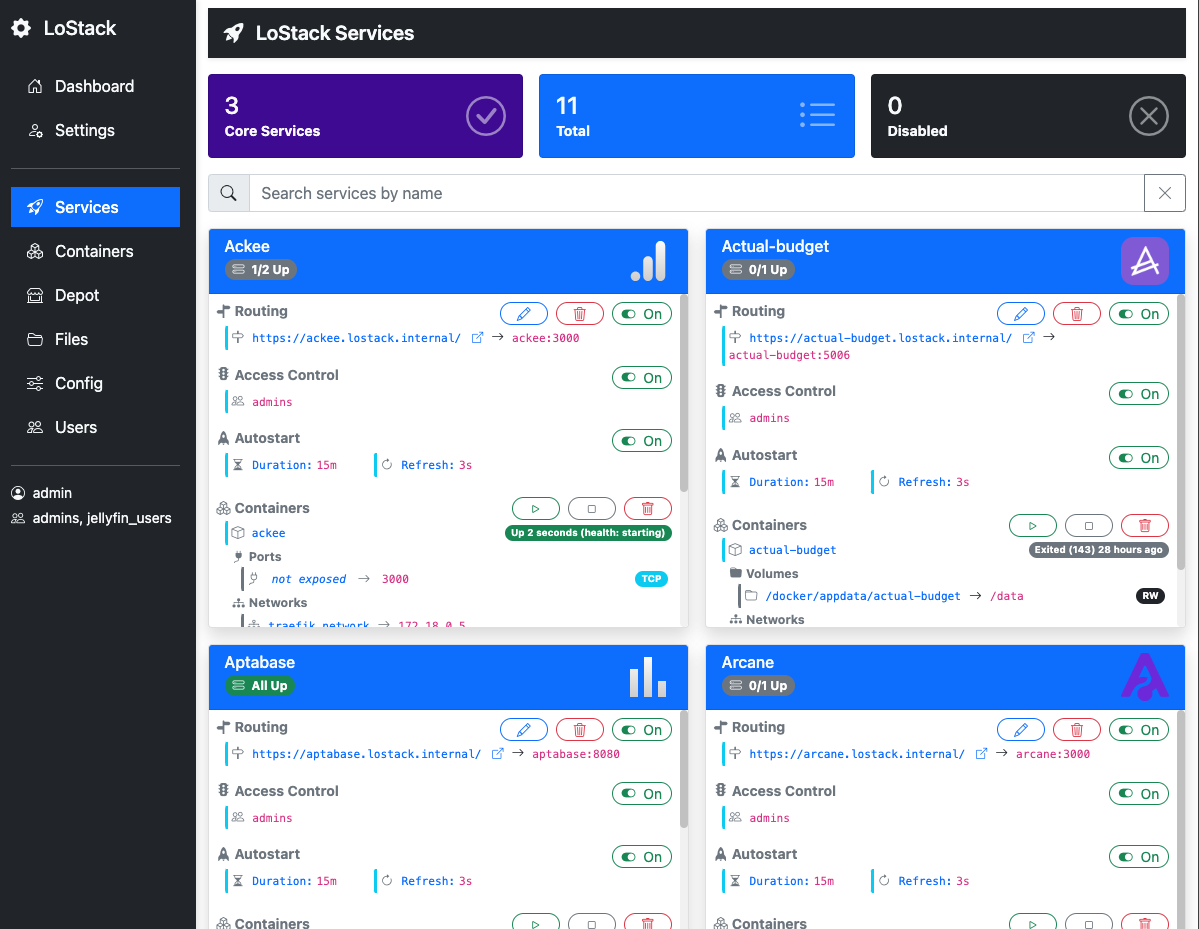 LoStack
Dashboard
Settings
Services
Containers
Depot
Files
Config
Users
admin
admins, jellyfin_users
LoStack Services
3
Core Services
11
Total
0
Disabled
Search services by name
Ackee
1/2 Up
Routing
On
https://ackee.lostack.internal/ → ackee:3000
Access Control
On
admins
Autostart
On
Duration: 15m Refresh: 3s
Containers
ackee
Up 2 seconds (health: starting)
Ports
not exposed → 3000
TCP
Networks
traefik_network → 172.18.0.5
Actual-budget
0/1 Up
Routing
On
https://actual-budget.lostack.internal/ →
actual-budget:5006
Access Control
On
admins
Autostart
On
Duration: 15m Refresh: 3s
Containers
actual-budget
Exited (143) 28 hours ago
Volumes
/docker/appdata/actual-budget → /data
RW
Networks
Aptabase
All Up
Routing
On
https://aptabase.lostack.internal/ → aptabase:8080
Access Control
On
admins
Autostart
On
Duration: 15m Refresh: 3s
Containers
Arcane
0/1 Up
Routing
On
https://arcane.lostack.internal/ → arcane:3000
Access Control
On
admins
Autostart
On
Duration: 15m Refresh: 3s
Containers